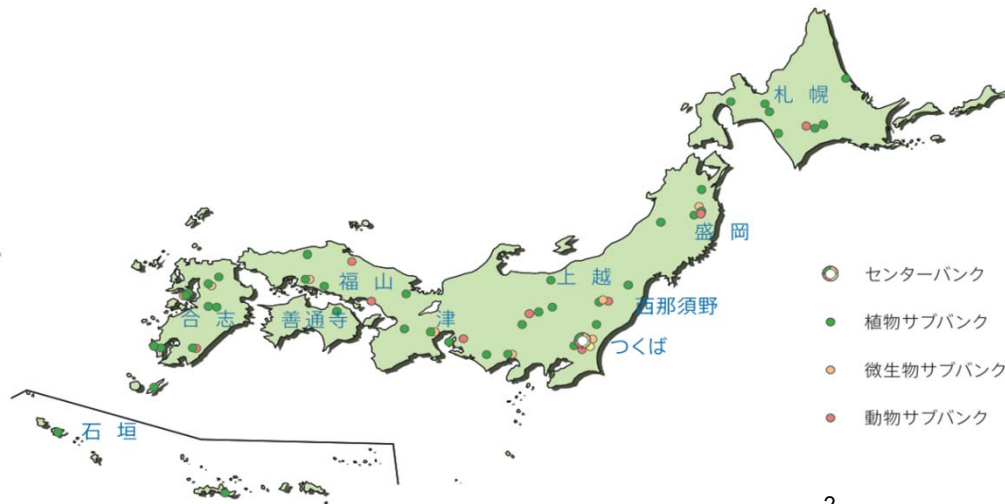 札幌
盛岡
上越
西那須野
つくば
津
福山
善通寺
合志
石垣
センターバンク
植物サブバンク
微生物サブバンク
動物サブバンク
2